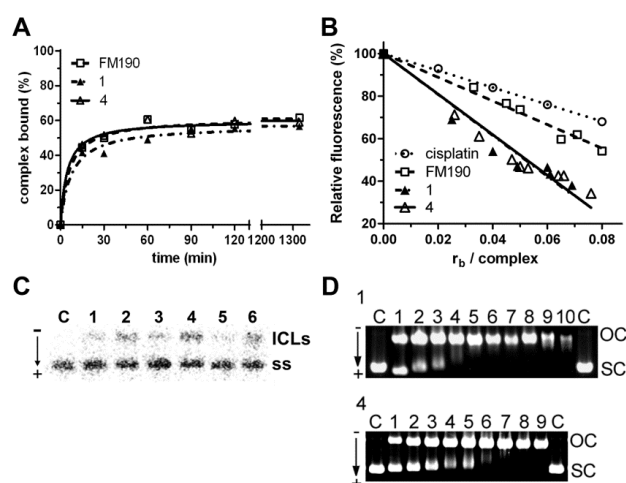 A
complex bound (%)
100
80
60
40
20
0
0 30 60 90 120 1200 1300
time (min)
FM190
1
4
B
Relative fluorescence (%)
100
80
60
40
20
0.00 0.02 0.04 0.06 0.08
rb / complex
cisplatin
FM190
1
4
C
C 1 2 3 4 5 6
- ICLs
+ ss
D
1
C 1 2 3 4 5 6 7 8 9 10 C
- OC
+ SC
4
C 1 2 3 4 5 6 7 8 9 C
- OC
+ SC